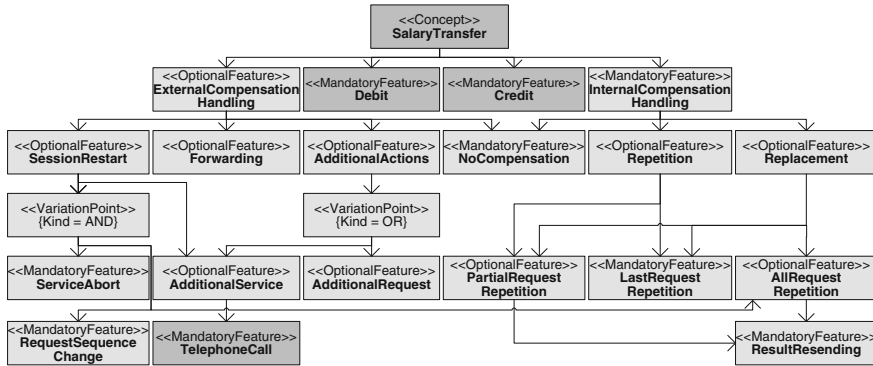 <<Concept>>
SalaryTransfer
<<OptionalFeature>>
ExternalCompensation
Handling
<<MandatoryFeature>>
Debit
<<MandatoryFeature>>
Credit
<<MandatoryFeature>>
InternalCompensation
Handling
<<OptionalFeature>>
SessionRestart
<<OptionalFeature>>
Forwarding
<<OptionalFeature>>
AdditionalActions
<<MandatoryFeature>>
NoCompensation
<<OptionalFeature>>
Repetition
<<OptionalFeature>>
Replacement
<<VariationPoint>>
{Kind = AND}
<<VariationPoint>>
{Kind = OR}
<<MandatoryFeature>>
ServiceAbort
<<OptionalFeature>>
AdditionalService
<<OptionalFeature>>
AdditionalRequest
<<OptionalFeature>>
PartialRequest
Repetition
<<MandatoryFeature>>
LastRequest
Repetition
<<OptionalFeature>>
AllRequest
Repetition
<<MandatoryFeature>>
RequestSequence
Change
<<MandatoryFeature>>
TelephoneCall
<<MandatoryFeature>>
ResultResending